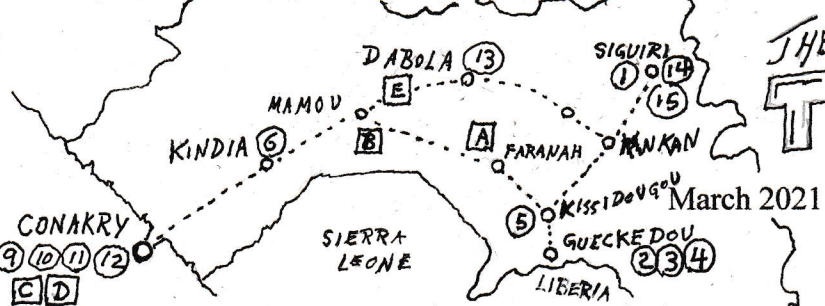 THE
T
DABOLA 13
SIGUIRI
1 14
15
E
MAMOU
B
A
FARANAH
KANKAN
KINDIA 6
KISSIDOUGOU
March 2021
5
GUECKEDOU
2 3 4
CONAKRY
9 10 11 12
C D
SIERRA
LEONE
LIBERIA